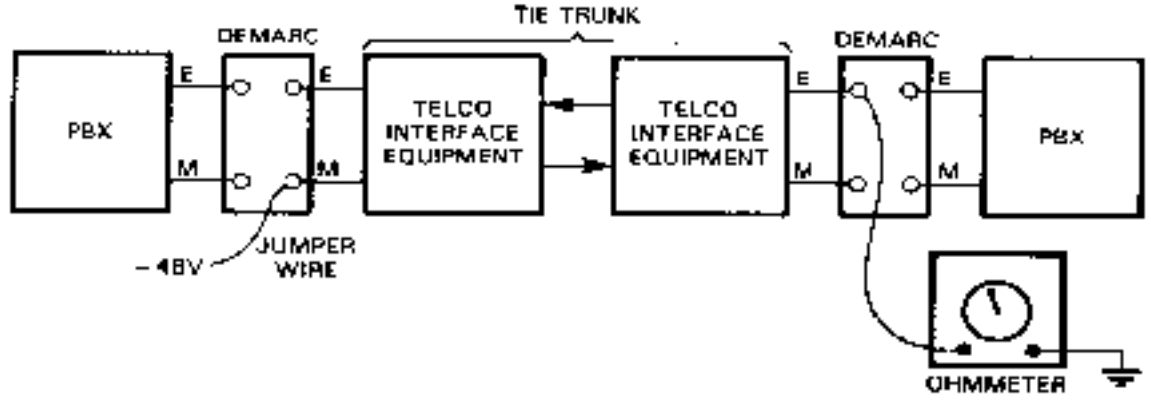 TIE TRUNK
DEMARC
DEMARC
E
E
E
E
PBX
TELCO
INTERFACE
EQUIPMENT
TELCO
INTERFACE
EQUIPMENT
PBX
M
M
M
M
-48V
JUMPER
WIRE
OHMMETER